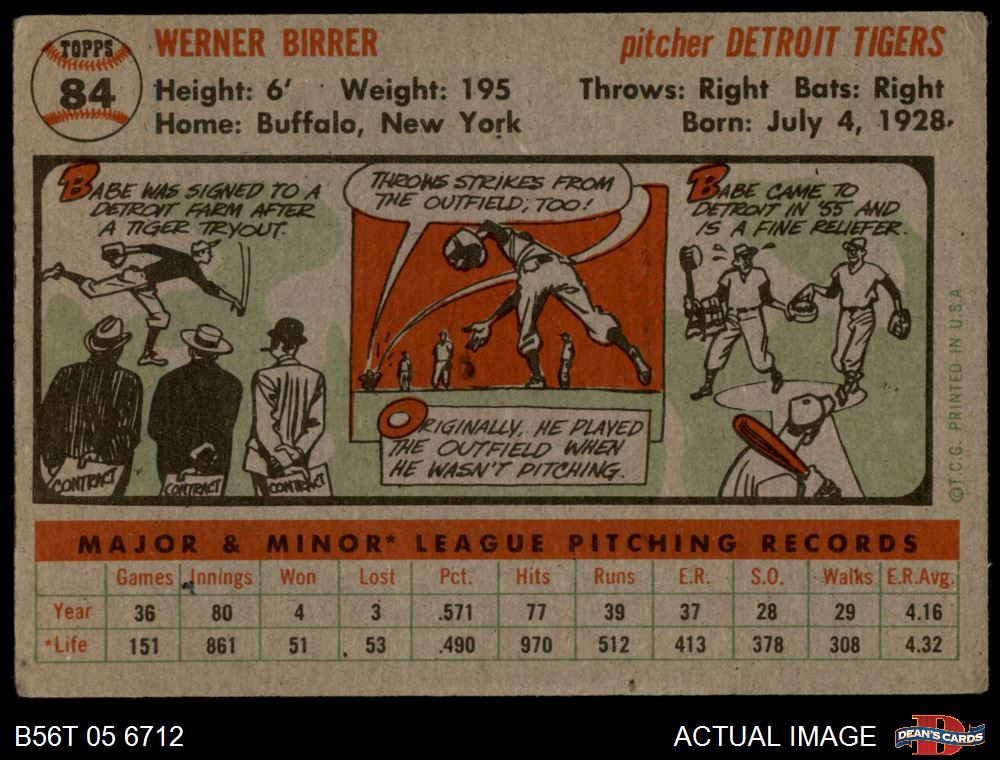 TOPPS
84
WERNER BIRRER
pitcher DETROIT TIGERS
Height: 6' Weight: 195
Throws: Right Bats: Right
Home: Buffalo, New York
Born: July 4, 1928.
BABE WAS SIGNED TO A
DETROIT FARM AFTER
A TIGER TRYOUT.
CONTRACT
CONTRACT
CONTRACT
THROWS STRIKES FROM
THE OUTFIELD, TOO!
ORIGINALLY, HE PLAYED
THE OUTFIELD WHEN
HE WASN'T PITCHING.
BABE CAME TO
DETROIT IN '55 AND
IS A FINE RELIEFER.
© T.C.G. PRINTED IN U.S.A
MAJOR & MINOR* LEAGUE PITCHING RECORDS
Games Innings Won Lost Pct. Hits Runs E.R. S.O. Walks E.R.Avg.
Year 36 80 4 3 .571 77 39 37 28 29 4.16
*Life 151 861 51 53 .490 970 512 413 378 308 4.32
B56T 05 6712
ACTUAL IMAGE
DEAN'S CARDS